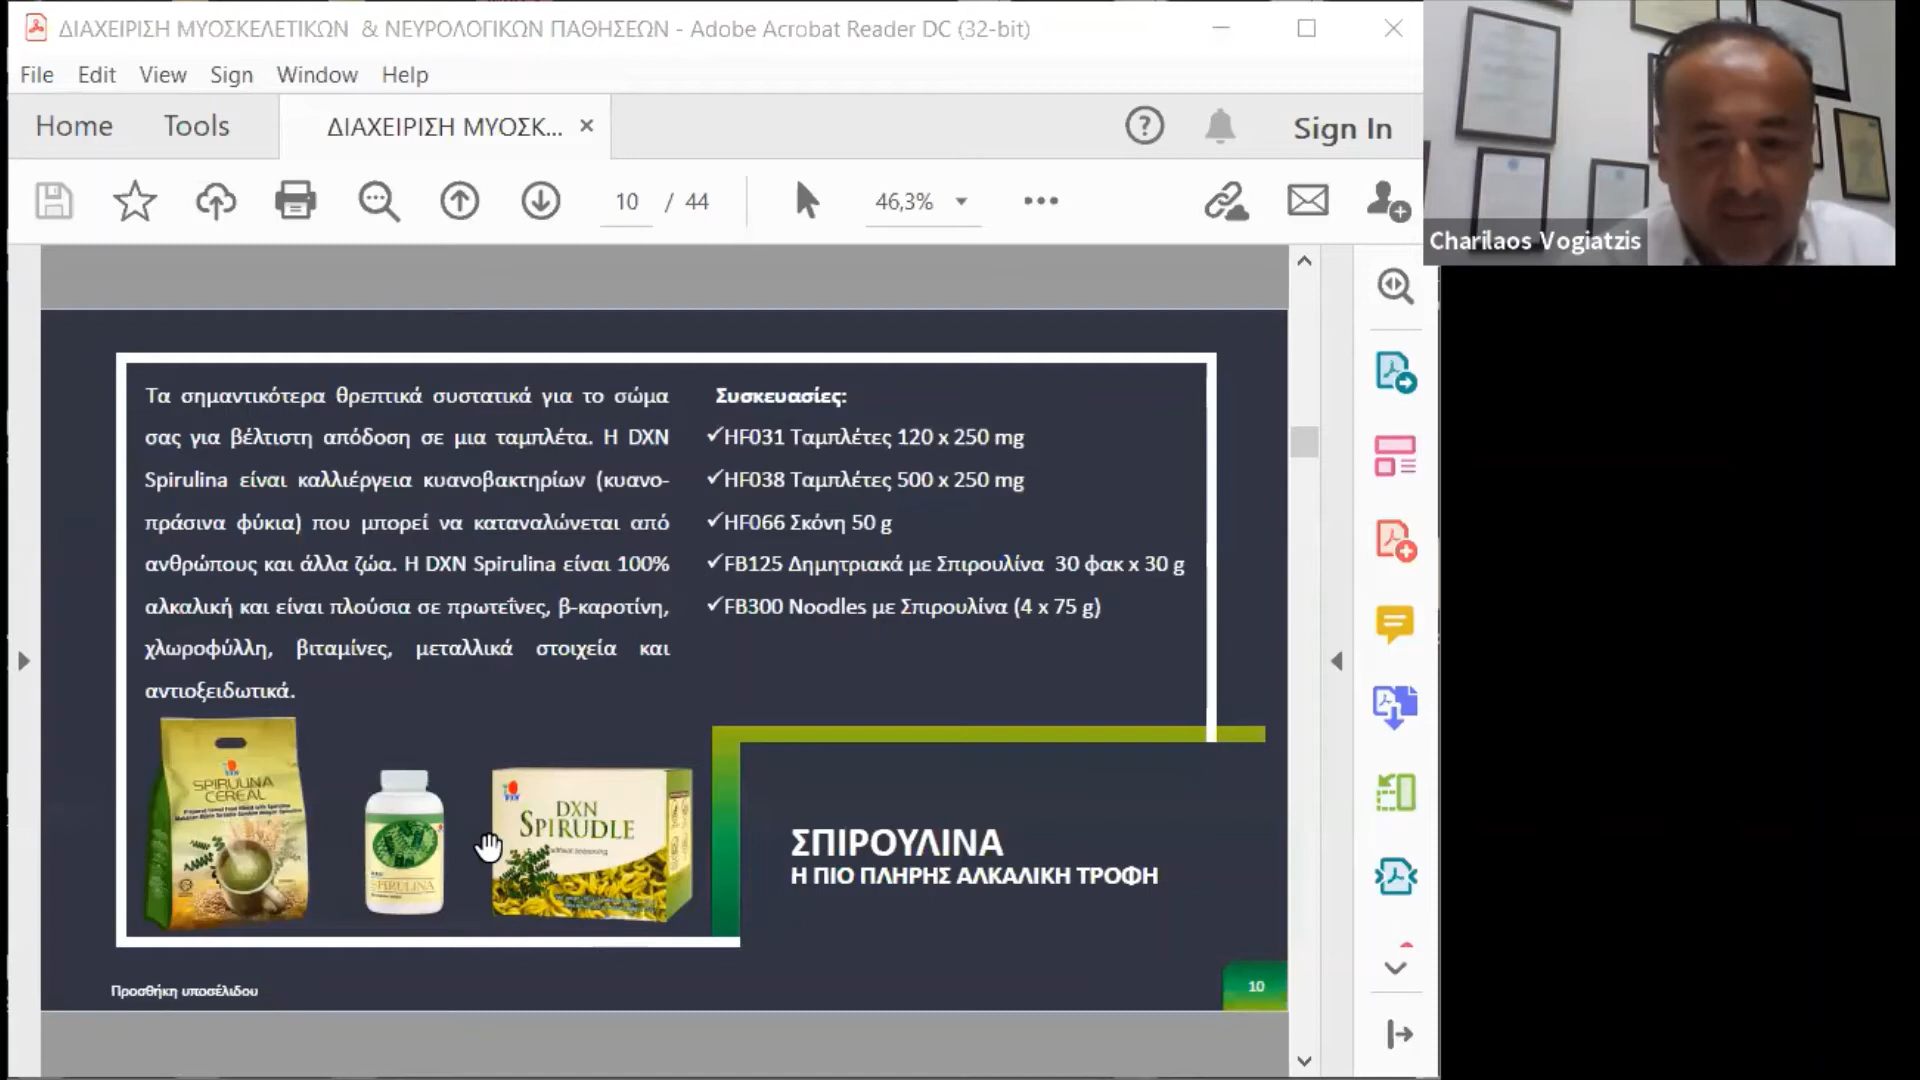 ΔΙΑΧΕΙΡΙΣΗ ΜΥΟΣΚΕΛΕΤΙΚΩΝ & ΝΕΥΡΟΛΟΓΙΚΩΝ ΠΑΘΗΣΕΩΝ - Adobe Acrobat Reader DC (32-bit)
File Edit View Sign Window Help
Home Tools ΔΙΑΧΕΙΡΙΣΗ ΜΥΟΣΚ... Sign In
10 / 44 46,3%
Charilaos Vogiatzis
Τα σημαντικότερα θρεπτικά συστατικά για το σώμα
σας για βέλτιστη απόδοση σε μια ταμπλέτα. Η DXN
Spirulina είναι καλλιέργεια κυανοβακτηρίων (κυανο-
πράσινα φύκια) που μπορεί να καταναλώνεται από
ανθρώπους και άλλα ζώα. Η DXN Spirulina είναι 100%
αλκαλική και είναι πλούσια σε πρωτεΐνες, β-καροτίνη,
χλωροφύλλη, βιταμίνες, μεταλλικά στοιχεία και
αντιοξειδωτικά.
Συσκευασίες:
✓HF031 Ταμπλέτες 120 x 250 mg
✓HF038 Ταμπλέτες 500 x 250 mg
✓HF066 Σκόνη 50 g
✓FB125 Δημητριακά με Σπιρουλίνα 30 φακ x 30 g
✓FB300 Noodles με Σπιρουλίνα (4 x 75 g)
SPIRULINA
CEREAL
SPIRULINA
DXN
SPIRUDLE
ΣΠΙΡΟΥΛΙΝΑ
Η ΠΙΟ ΠΛΗΡΗΣ ΑΛΚΑΛΙΚΗ ΤΡΟΦΗ
Προσθήκη υποσέλιδου
10